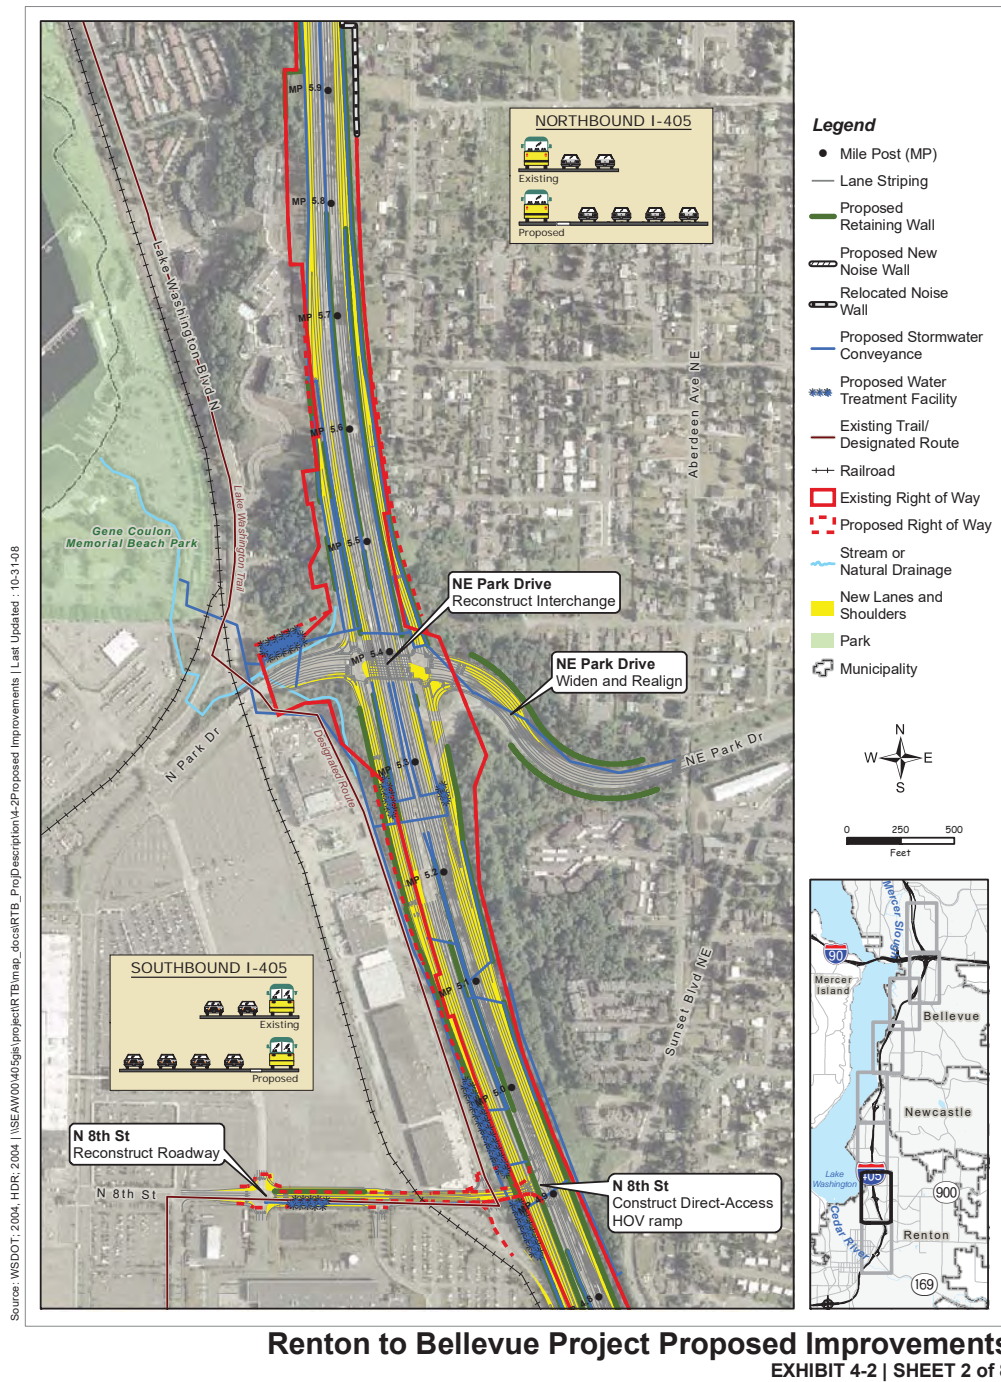 MP 5.9
NORTHBOUND I-405
Existing
Proposed
MP 5.8
MP 5.7
MP 5.6
MP 5.5
MP 5.4
MP 5.3
MP 5.2
MP 5.1
MP 5.0
4.8
Lake Washington Blvd N
Lake Washington Trail
Aberdeen Ave NE
Gene Coulon
Memorial Beach Park
NE Park Drive
Reconstruct Interchange
NE Park Drive
Widen and Realign
N Park Dr
Designated Route
NE Park Dr
Sunset Blvd NE
SOUTHBOUND I-405
Existing
Proposed
N 8th St
Reconstruct Roadway
N 8th St
N 8th St
Construct Direct-Access
HOV ramp
Legend
Mile Post (MP)
Lane Striping
Proposed
Retaining Wall
Proposed New
Noise Wall
Relocated Noise
Wall
Proposed Stormwater
Conveyance
Proposed Water
Treatment Facility
Existing Trail/
Designated Route
Railroad
Existing Right of Way
Proposed Right of Way
Stream or
Natural Drainage
New Lanes and
Shoulders
Park
Municipality
N
W E
S
0 250 500
Feet
Mercer Slough
90
Mercer
Island
Bellevue
Newcastle
Lake
Washington
405
900
Cedar River
Renton
169
Source: WSDOT; 2004, HDR; 2004 | \\SEAW00\405gis\project\RTB\map_docs\RTB_ProjDescription\4-2Proposed Improvements | Last Updated : 10-31-08
Renton to Bellevue Project Proposed Improvements
EXHIBIT 4-2 | SHEET 2 of 8